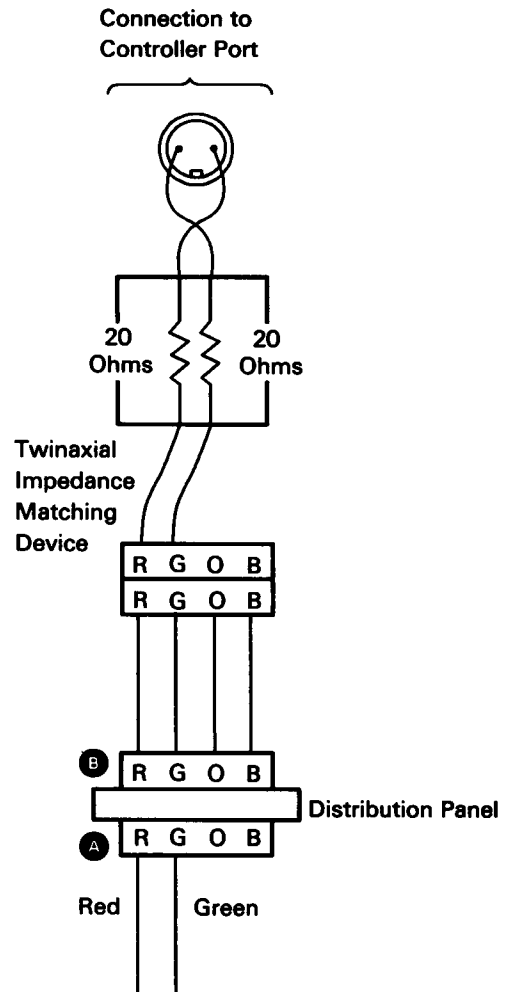 Connection to
Controller Port
20
Ohms
20
Ohms
Twinaxial
Impedance
Matching
Device
R G O B
R G O B
B
R G O B
Distribution Panel
A
R G O B
Red
Green